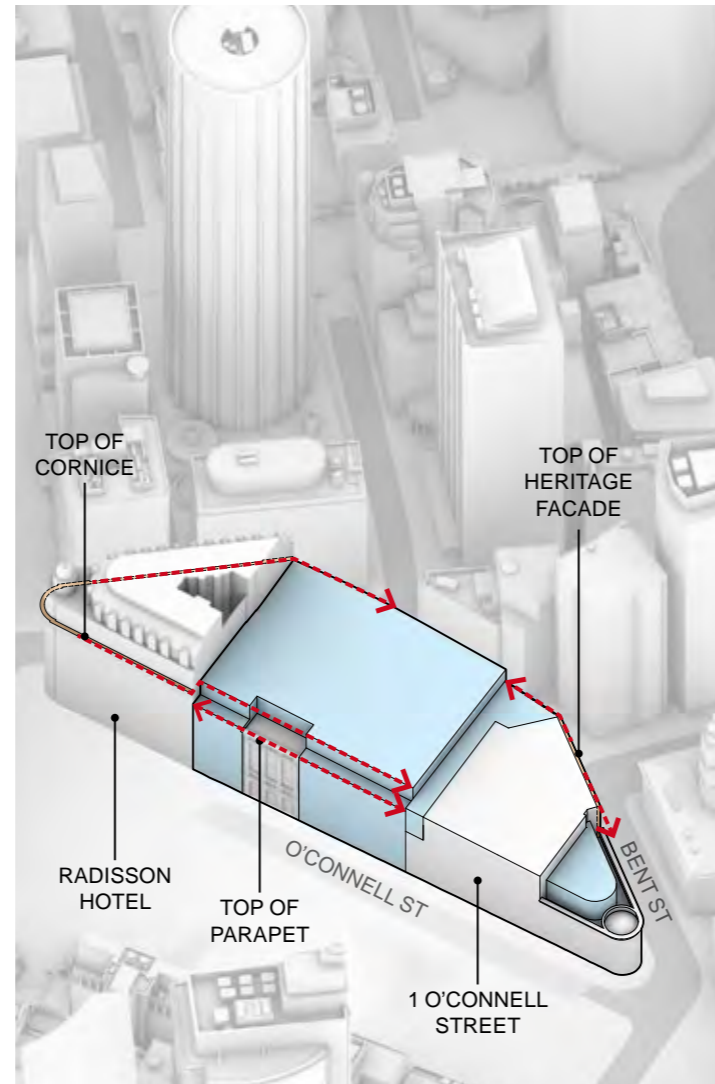 TOP OF
CORNICE
TOP OF
HERITAGE
FACADE
RADISSON
HOTEL
TOP OF
PARAPET
O'CONNELL ST
BENT ST
1 O'CONNELL
STREET